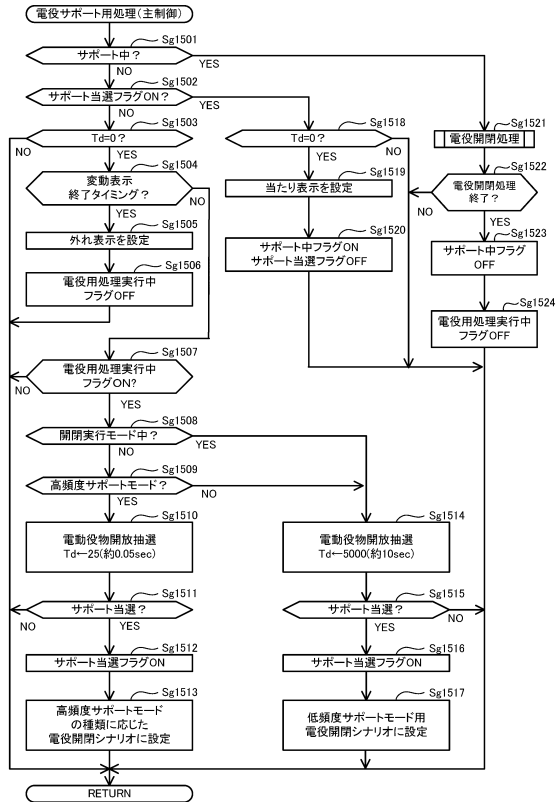 電役サポート用処理(主制御)
Sg1501
サポート中？
YES
NO
Sg1502
サポート当選フラグON？
YES
NO
Sg1503
Td=0？
NO
YES
Sg1504
変動表示
終了タイミング？
NO
YES
Sg1505
外れ表示を設定
Sg1506
電役用処理実行中
フラグOFF
Sg1518
Td=0？
NO
YES
Sg1519
当たり表示を設定
Sg1520
サポート中フラグON
サポート当選フラグOFF
Sg1521
電役開閉処理
Sg1522
電役開閉処理
終了？
NO
YES
Sg1523
サポート中フラグ
OFF
Sg1524
電役用処理実行中
フラグOFF
Sg1507
電役用処理実行中
フラグON?
NO
YES
Sg1508
開閉実行モード中？
YES
NO
Sg1509
高頻度サポートモード？
NO
YES
Sg1510
電動役物開放抽選
Td←25(約0.05sec)
Sg1511
サポート当選？
NO
YES
Sg1512
サポート当選フラグON
Sg1513
高頻度サポートモード
の種類に応じた
電役開閉シナリオに設定
Sg1514
電動役物開放抽選
Td←5000(約10sec)
Sg1515
サポート当選？
NO
YES
Sg1516
サポート当選フラグON
Sg1517
低頻度サポートモード用
電役開閉シナリオに設定
RETURN